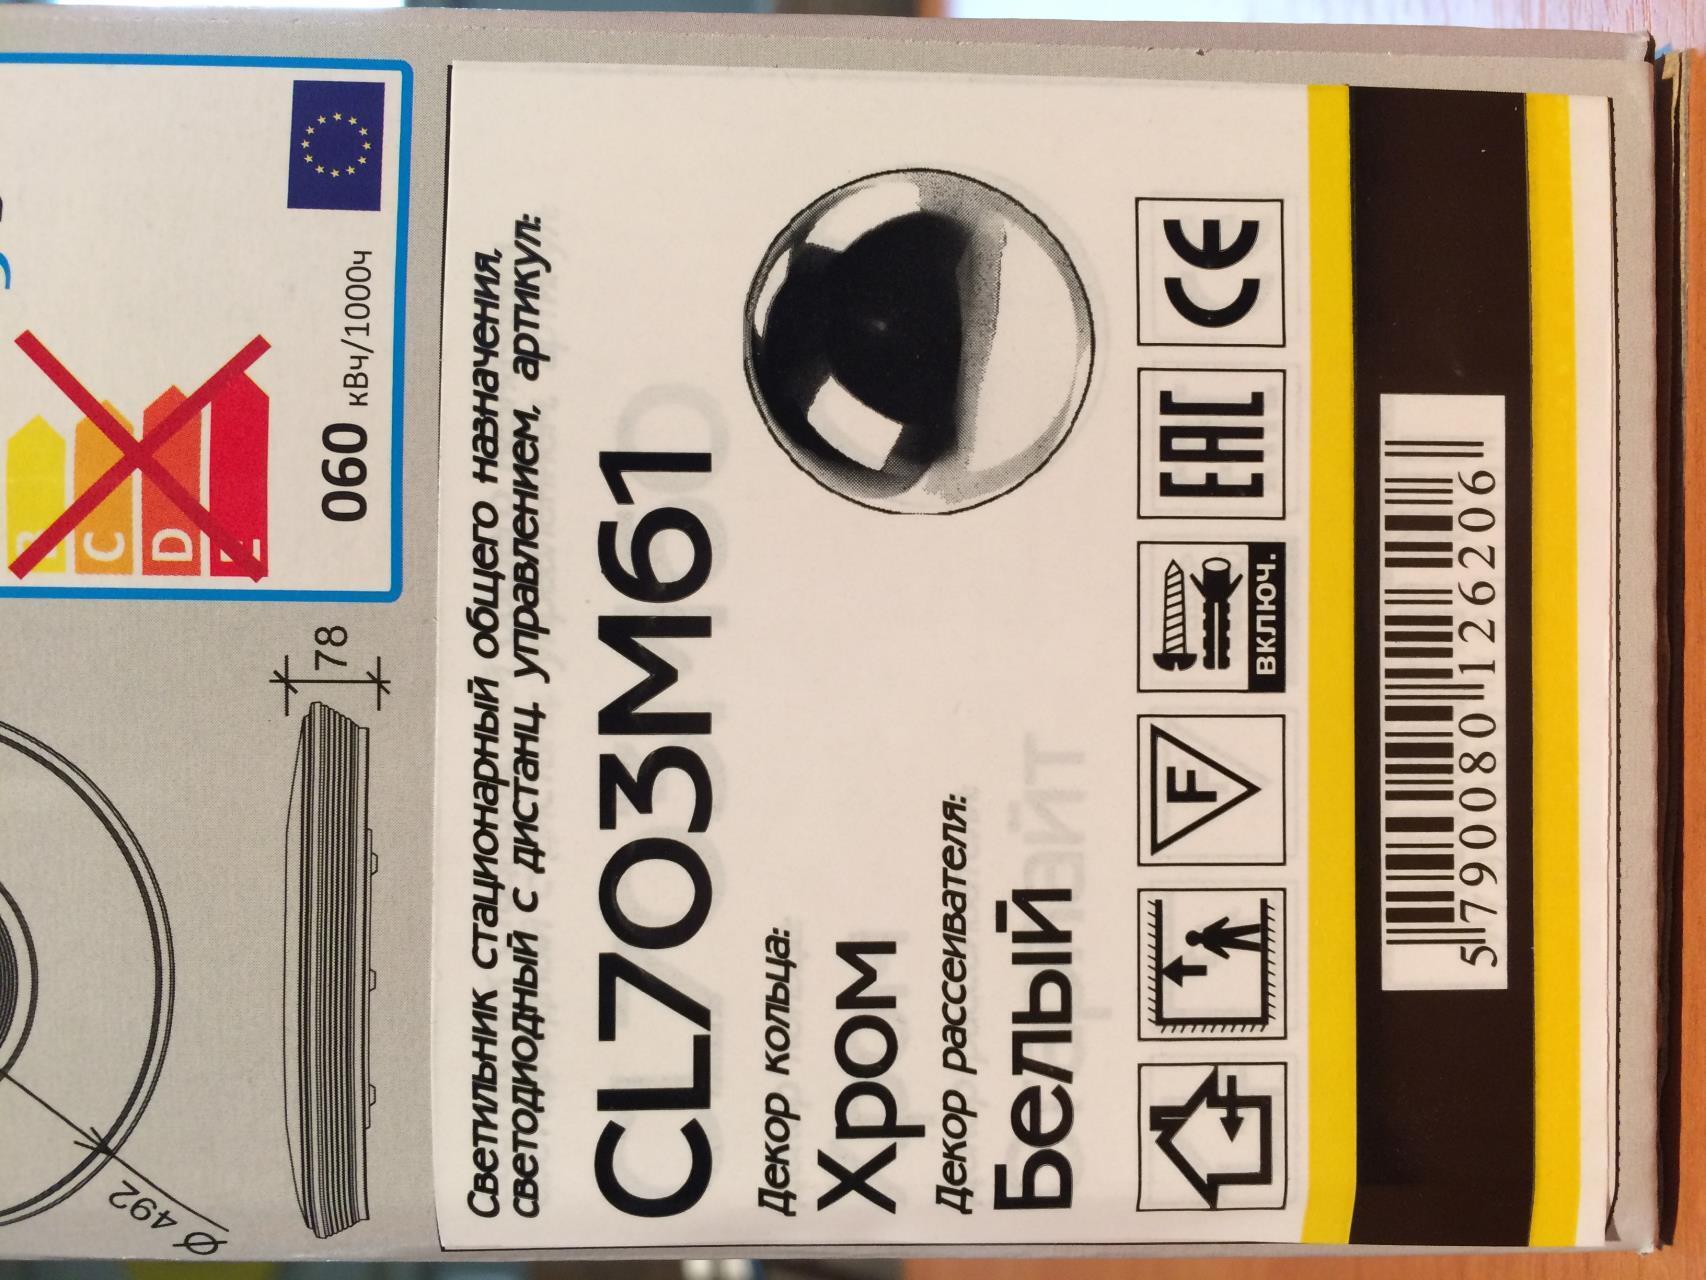 C
D
060 кВч/1000ч
78
Ø 492
Светильник стационарный общего назначения,
светодиодный с дистанц. управлением, артикул:
CL703M61
Декор кольца:
Хром
Декор рассеивателя:
Белый
F
ВКЛЮЧ.
EAC
CE
5 790080 126206